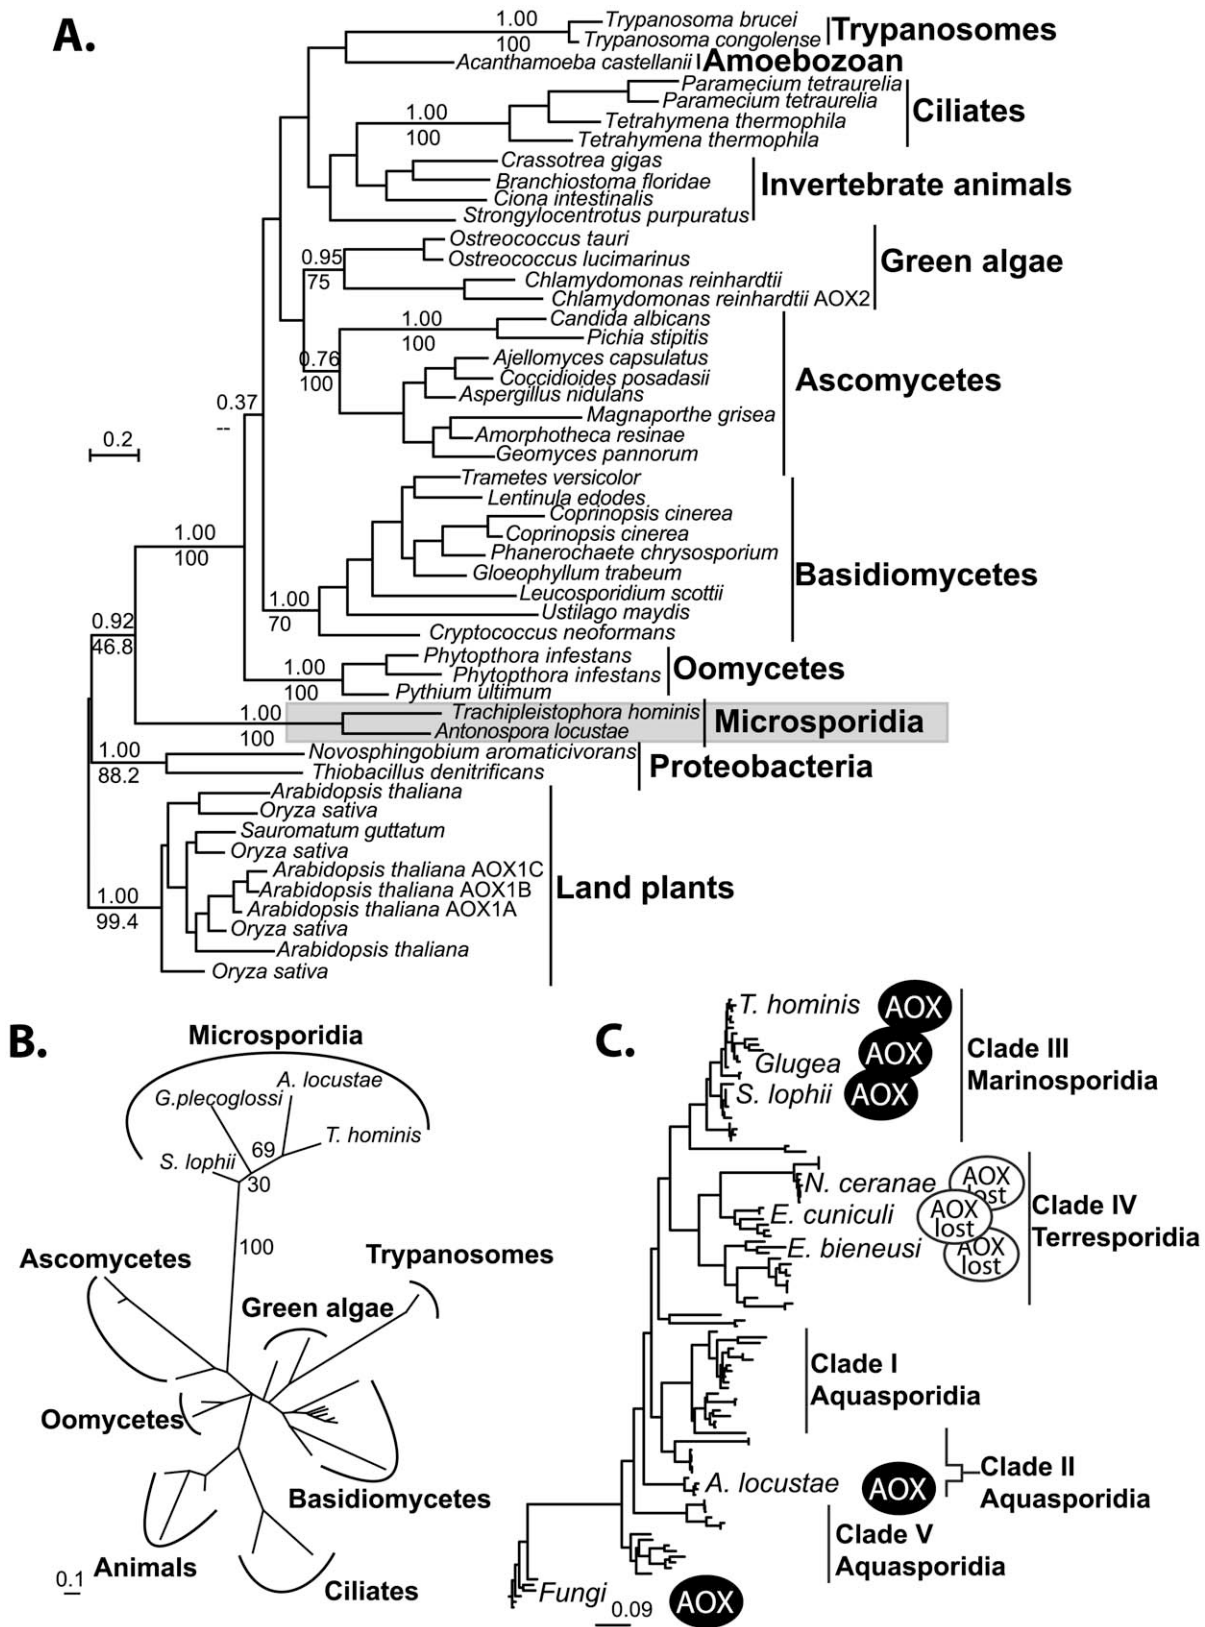 A.
1.00
100
Trypanosoma brucei
Trypanosoma congolense
Trypanosomes
Acanthamoeba castellanii
Amoebozoan
1.00
100
Paramecium tetraurelia
Paramecium tetraurelia
Tetrahymena thermophila
Tetrahymena thermophila
Ciliates
Crassotrea gigas
Branchiostoma floridae
Ciona intestinalis
Strongylocentrotus purpuratus
Invertebrate animals
0.95
75
Ostreococcus tauri
Ostreococcus lucimarinus
Chlamydomonas reinhardtii
Chlamydomonas reinhardtii AOX2
Green algae
1.00
100
0.76
100
Candida albicans
Pichia stipitis
Ajellomyces capsulatus
Coccidioides posadasii
Aspergillus nidulans
Magnaporthe grisea
Amorphotheca resinae
Geomyces pannorum
Ascomycetes
0.37
--
0.2
Trametes versicolor
Lentinula edodes
Coprinopsis cinerea
Coprinopsis cinerea
Phanerochaete chrysosporium
Gloeophyllum trabeum
Leucosporidium scottii
Ustilago maydis
Cryptococcus neoformans
Basidiomycetes
1.00
100
1.00
70
0.92
46.8
1.00
100
Phytopthora infestans
Phytopthora infestans
Pythium ultimum
Oomycetes
1.00
100
Trachipleistophora hominis
Antonospora locustae
Microsporidia
1.00
88.2
Novosphingobium aromaticivorans
Thiobacillus denitrificans
Proteobacteria
Arabidopsis thaliana
Oryza sativa
Sauromatum guttatum
Oryza sativa
Arabidopsis thaliana AOX1C
Arabidopsis thaliana AOX1B
Arabidopsis thaliana AOX1A
Oryza sativa
Arabidopsis thaliana
Oryza sativa
Land plants
1.00
99.4
B.
Microsporidia
A. locustae
G.plecoglossi
T. hominis
S. lophii
69
30
100
Ascomycetes
Trypanosomes
Green algae
Oomycetes
Basidiomycetes
Animals
Ciliates
0.1
C.
T. hominis
AOX
Glugea
AOX
S. lophii
AOX
Clade III
Marinosporidia
N. ceranae
AOX
lost
E. cuniculi
AOX
lost
E. bieneusi
AOX
lost
Clade IV
Terresporidia
Clade I
Aquasporidia
A. locustae
AOX
Clade II
Aquasporidia
Clade V
Aquasporidia
Fungi
AOX
0.09